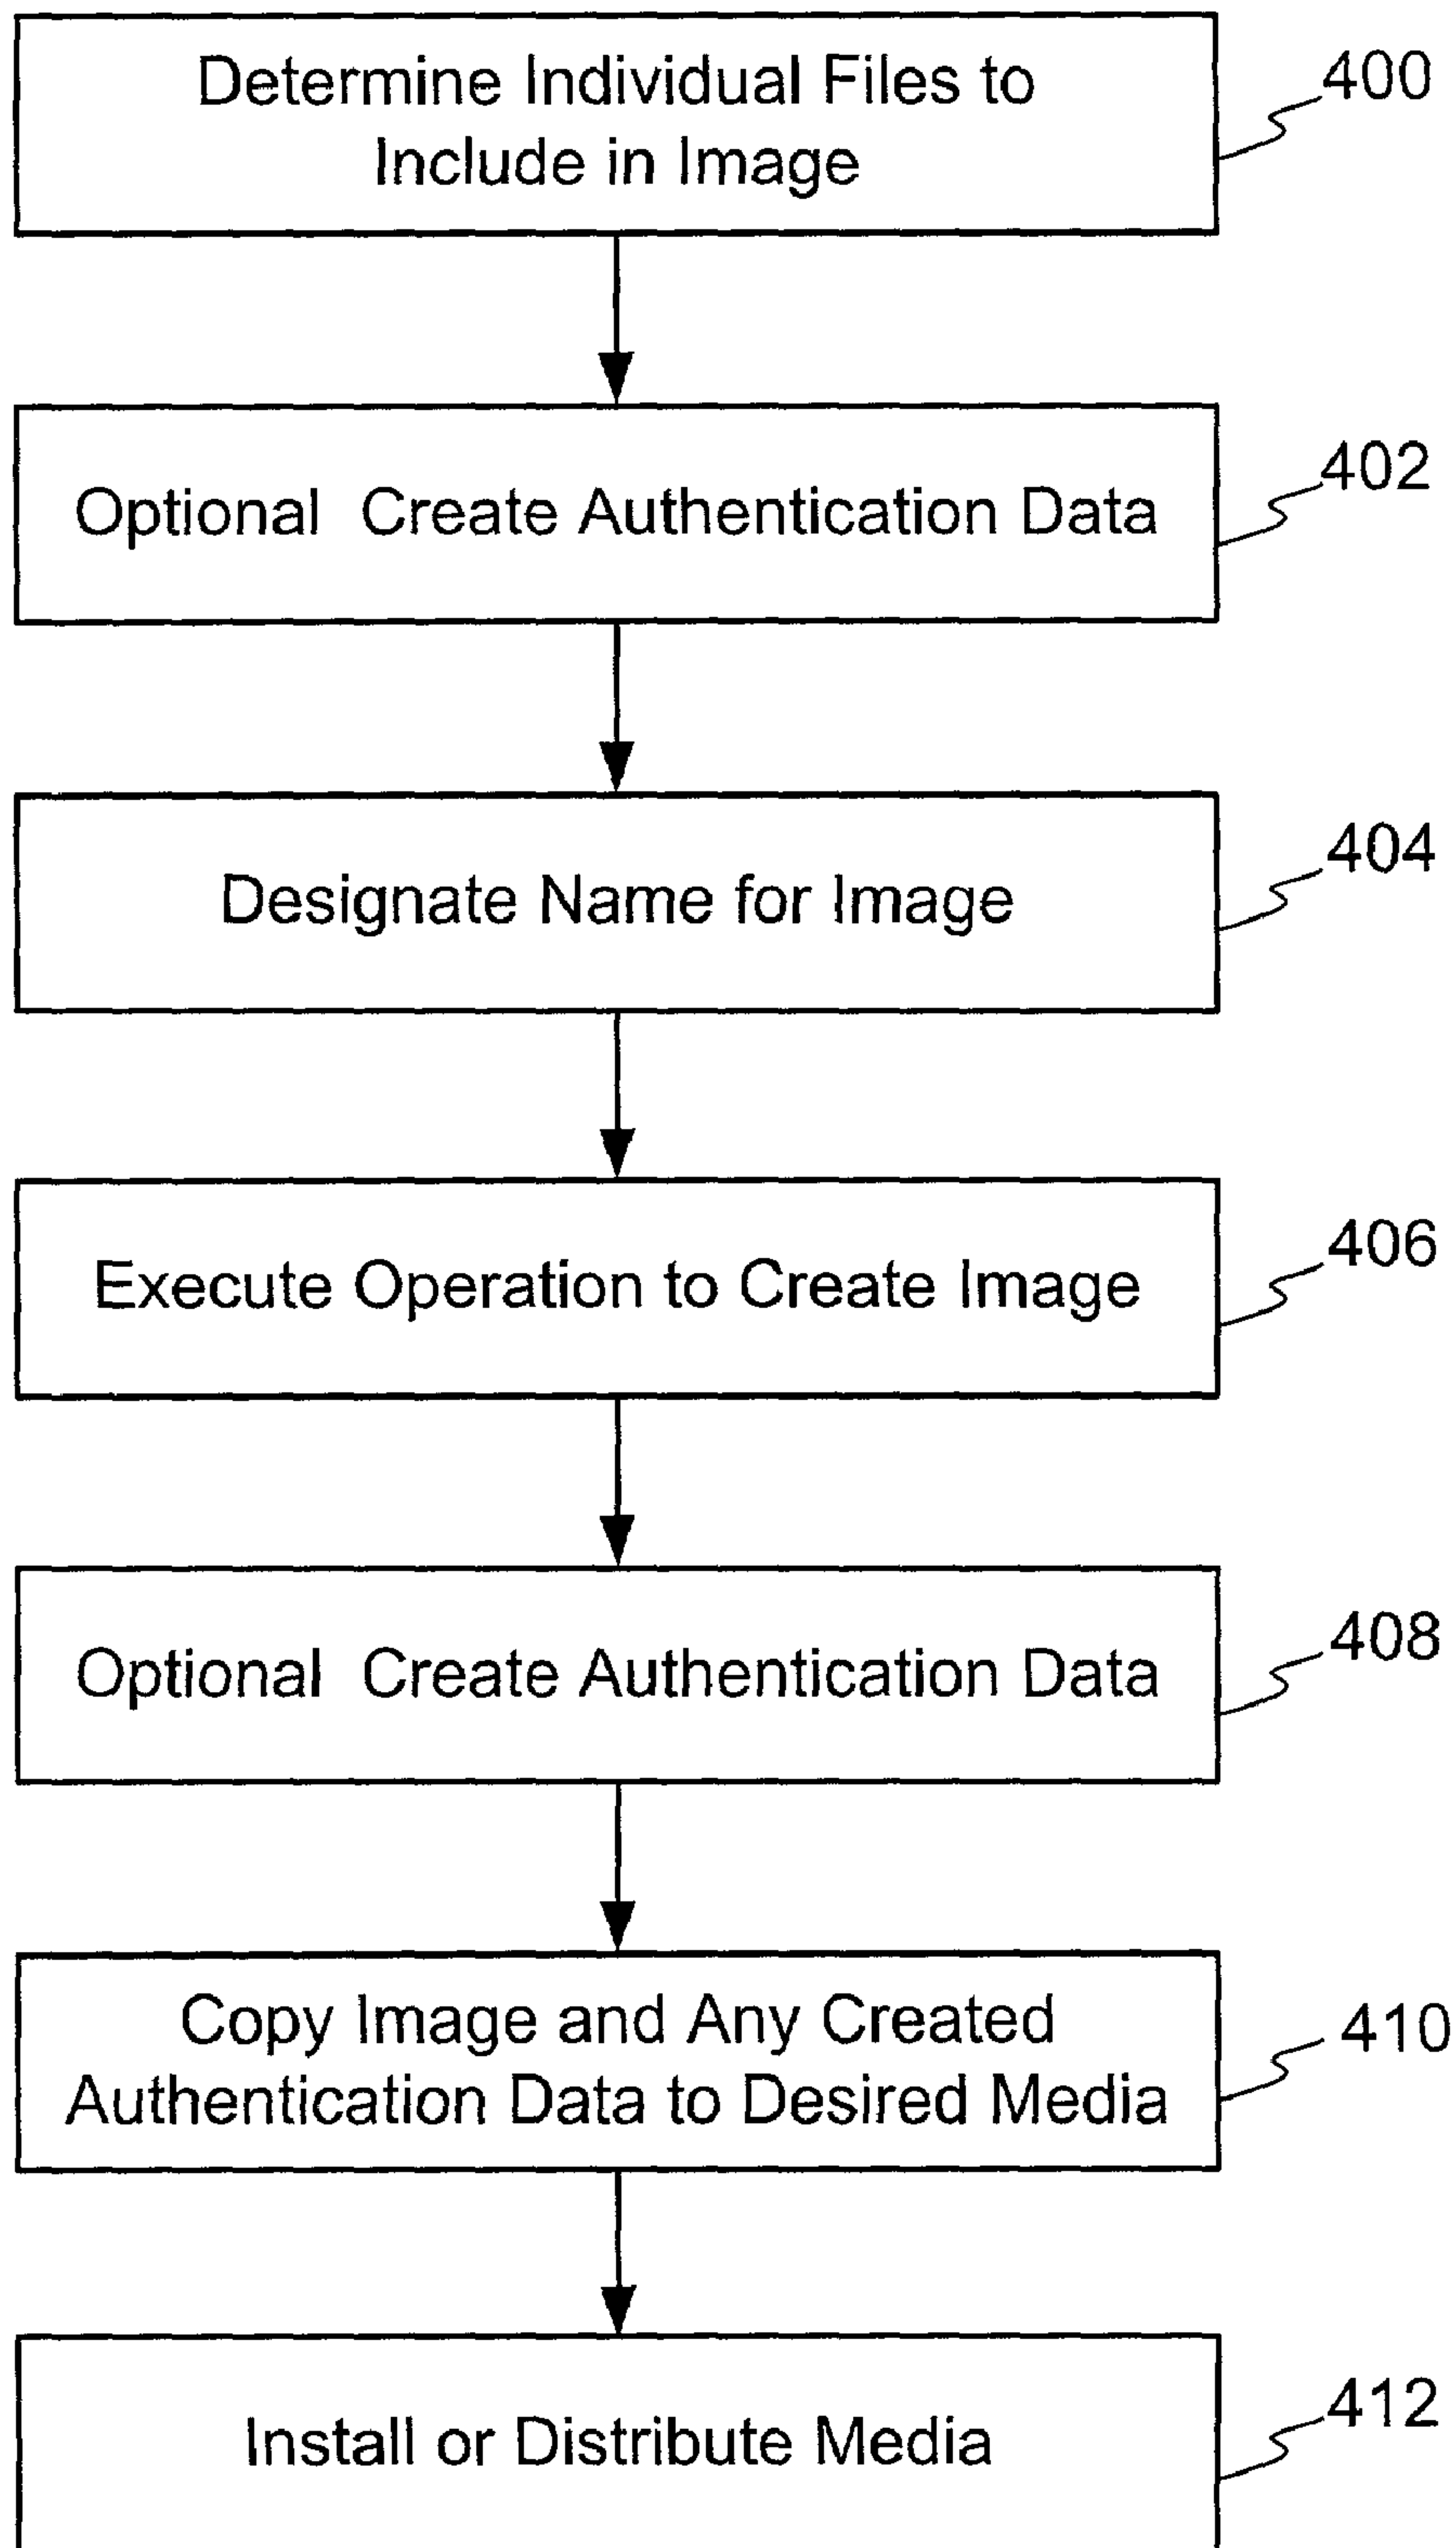 Determine Individual Files to
Include in Image
400
Optional Create Authentication Data
402
Designate Name for Image
404
Execute Operation to Create Image
406
Optional Create Authentication Data
408
Copy Image and Any Created
Authentication Data to Desired Media
410
Install or Distribute Media
412